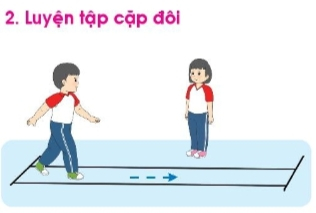 2. Luyện tập cặp đôi